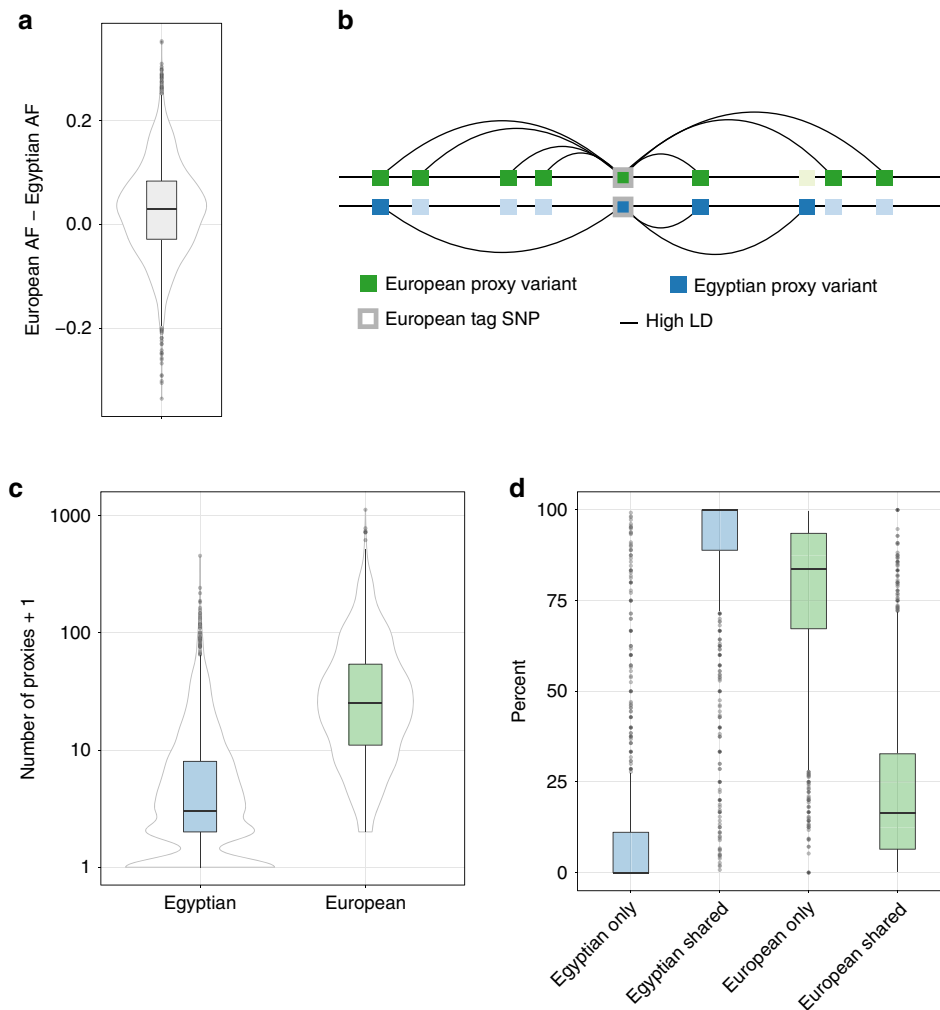 a
European AF – Egyptian AF
0.2
0.0
−0.2
b
European proxy variant
Egyptian proxy variant
European tag SNP
High LD
c
Number of proxies + 1
1000
100
10
1
Egyptian
European
d
Percent
100
75
50
25
0
Egyptian only
Egyptian shared
European only
European shared